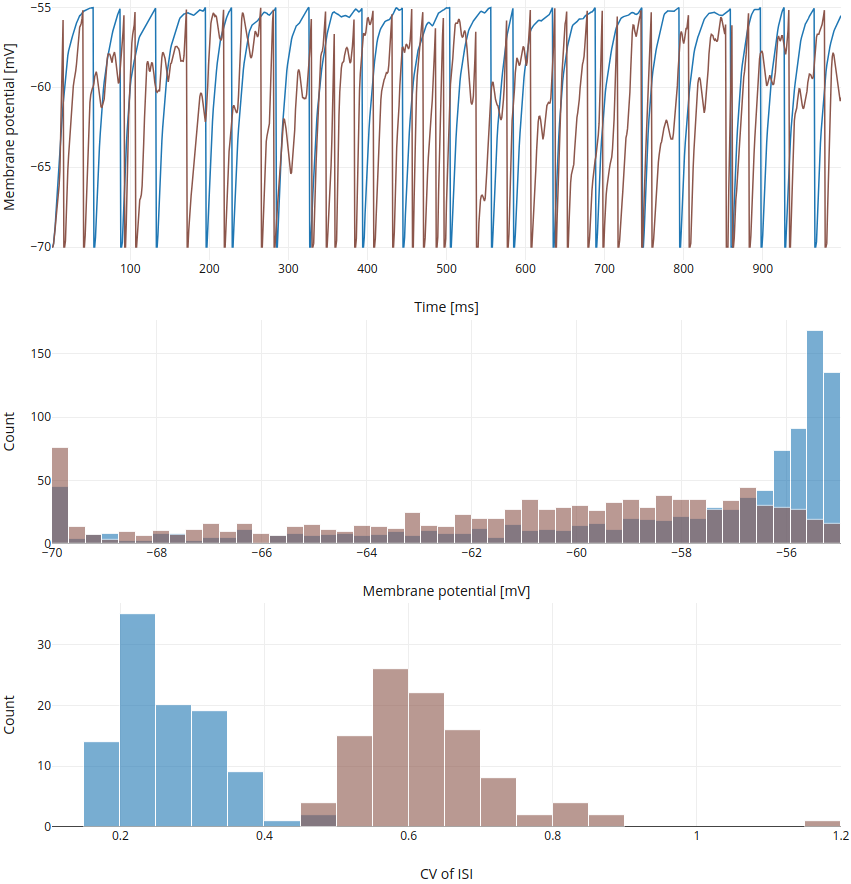 Membrane potential [mV]
−55
−60
−65
−70
100 200 300 400 500 600 700 800 900
Time [ms]
Count
150
100
50
0
−70 −68 −66 −64 −62 −60 −58 −56
Membrane potential [mV]
Count
30
20
10
0
0.2 0.4 0.6 0.8 1 1.2
CV of ISI